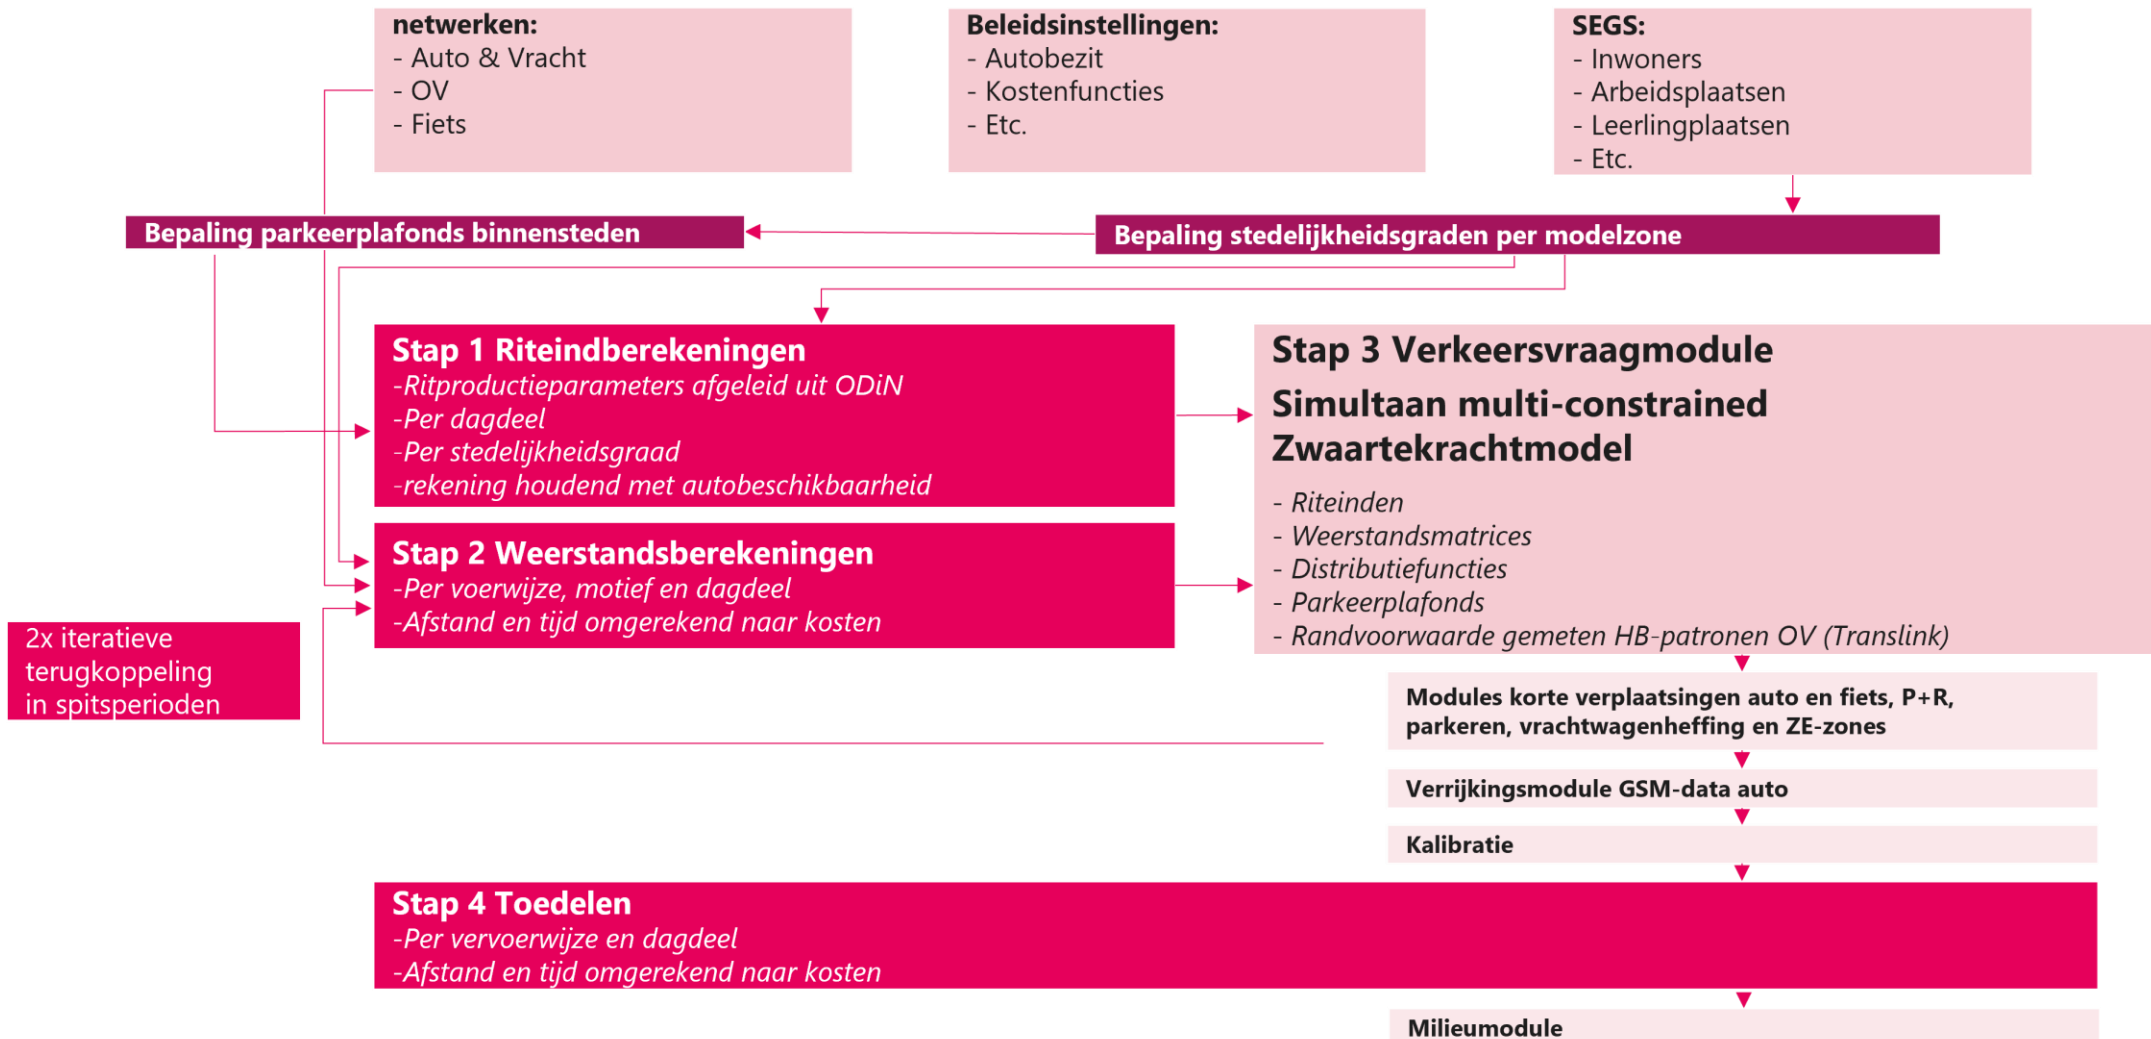 netwerken:
- Auto & Vracht
- OV
- Fiets
Beleidsinstellingen:
- Autobezit
- Kostenfuncties
- Etc.
SEGS:
- Inwoners
- Arbeidsplaatsen
- Leerlingplaatsen
- Etc.
Bepaling parkeerplafonds binnensteden
Bepaling stedelijkheidsgraden per modelzone
Stap 1 Riteindberekeningen
-Ritproductieparameters afgeleid uit ODiN
-Per dagdeel
-Per stedelijkheidsgraad
-rekening houdend met autobeschikbaarheid
Stap 2 Weerstandsberekeningen
-Per voerwijze, motief en dagdeel
-Afstand en tijd omgerekend naar kosten
Stap 3 Verkeersvraagmodule
Simultaan multi-constrained
Zwaartekrachtmodel
- Riteinden
- Weerstandsmatrices
- Distributiefuncties
- Parkeerplafonds
- Randvoorwaarde gemeten HB-patronen OV (Translink)
2x iteratieve
terugkoppeling
in spitsperioden
Modules korte verplaatsingen auto en fiets, P+R,
parkeren, vrachtwagenheffing en ZE-zones
Verrijkingsmodule GSM-data auto
Kalibratie
Stap 4 Toedelen
-Per vervoerwijze en dagdeel
-Afstand en tijd omgerekend naar kosten
Milieumodule